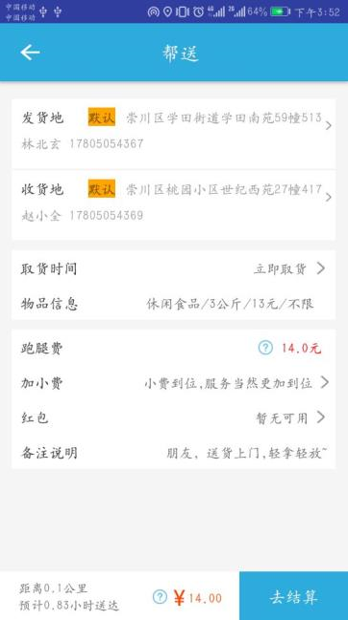 中国移动
中国移动
64% 下午3:52
帮送
发货地 默认 崇川区学田街道学田南苑59幢513
林北玄 17805054367
收货地 默认 崇川区桃园小区世纪西苑27幢417
赵小全 17805054369
取货时间 立即取货
物品信息 休闲食品/3公斤/13元/不限
跑腿费 ? 14.0元
加小费 小费到位,服务当然更加到位
红包 暂无可用
备注说明 朋友，送货上门,轻拿轻放~
距离0.1公里
预计0.83小时送达
? ¥14.00
去结算